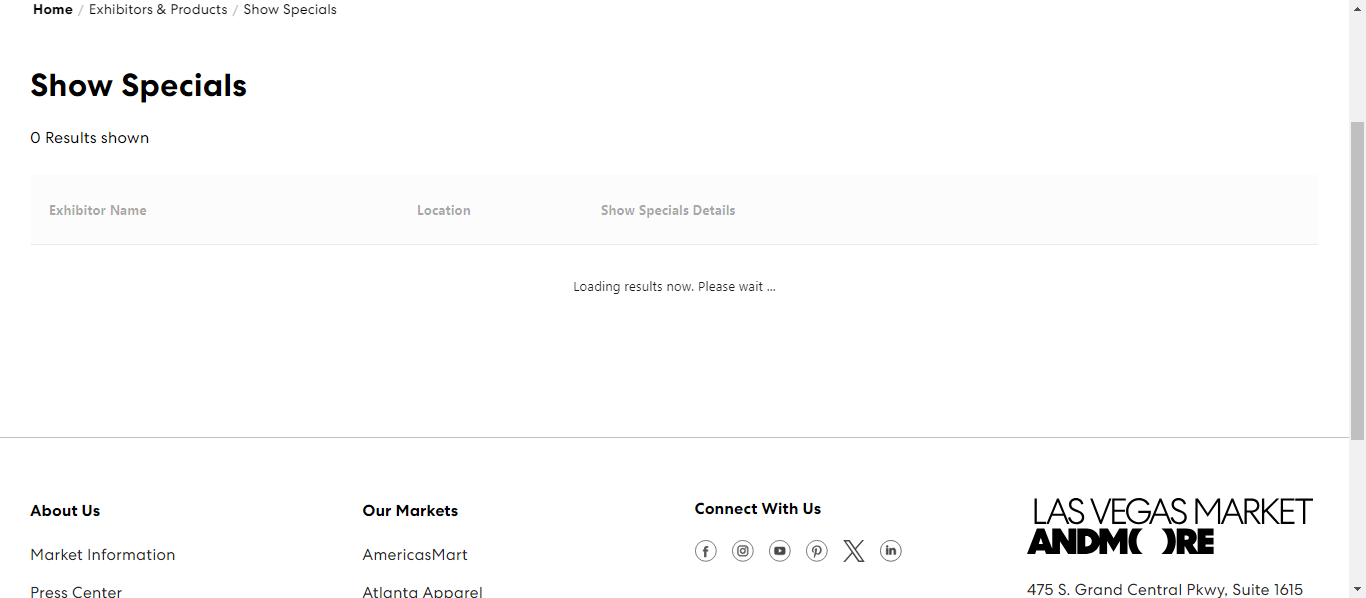 Home / Exhibitors & Products / Show Specials
Show Specials
0 Results shown
Exhibitor Name Location Show Specials Details
Loading results now. Please wait ...
About Us
Market Information
Press Center
Our Markets
AmericasMart
Atlanta Apparel
Connect With Us
LAS VEGAS MARKET
ANDM( )RE
475 S. Grand Central Pkwy, Suite 1615